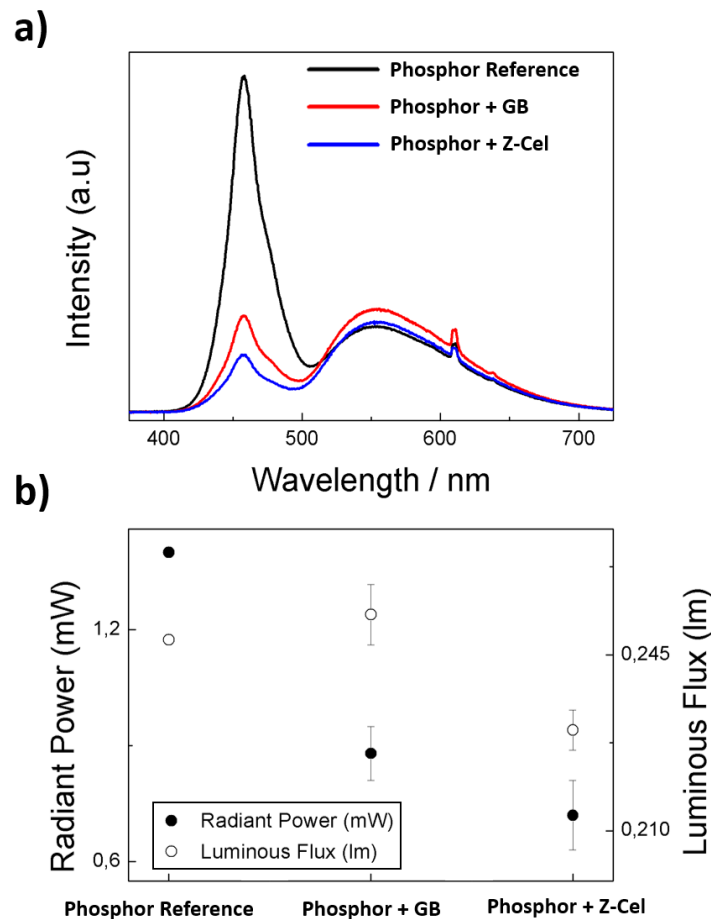 a)
Phosphor Reference
Phosphor + GB
Phosphor + Z-Cel
Intensity (a.u)
400 500 600 700
Wavelength / nm
b)
Radiant Power (mW)
1,2
0,6
Luminous Flux (lm)
0,245
0,210
Radiant Power (mW)
Luminous Flux (lm)
Phosphor Reference Phosphor + GB Phosphor + Z-Cel